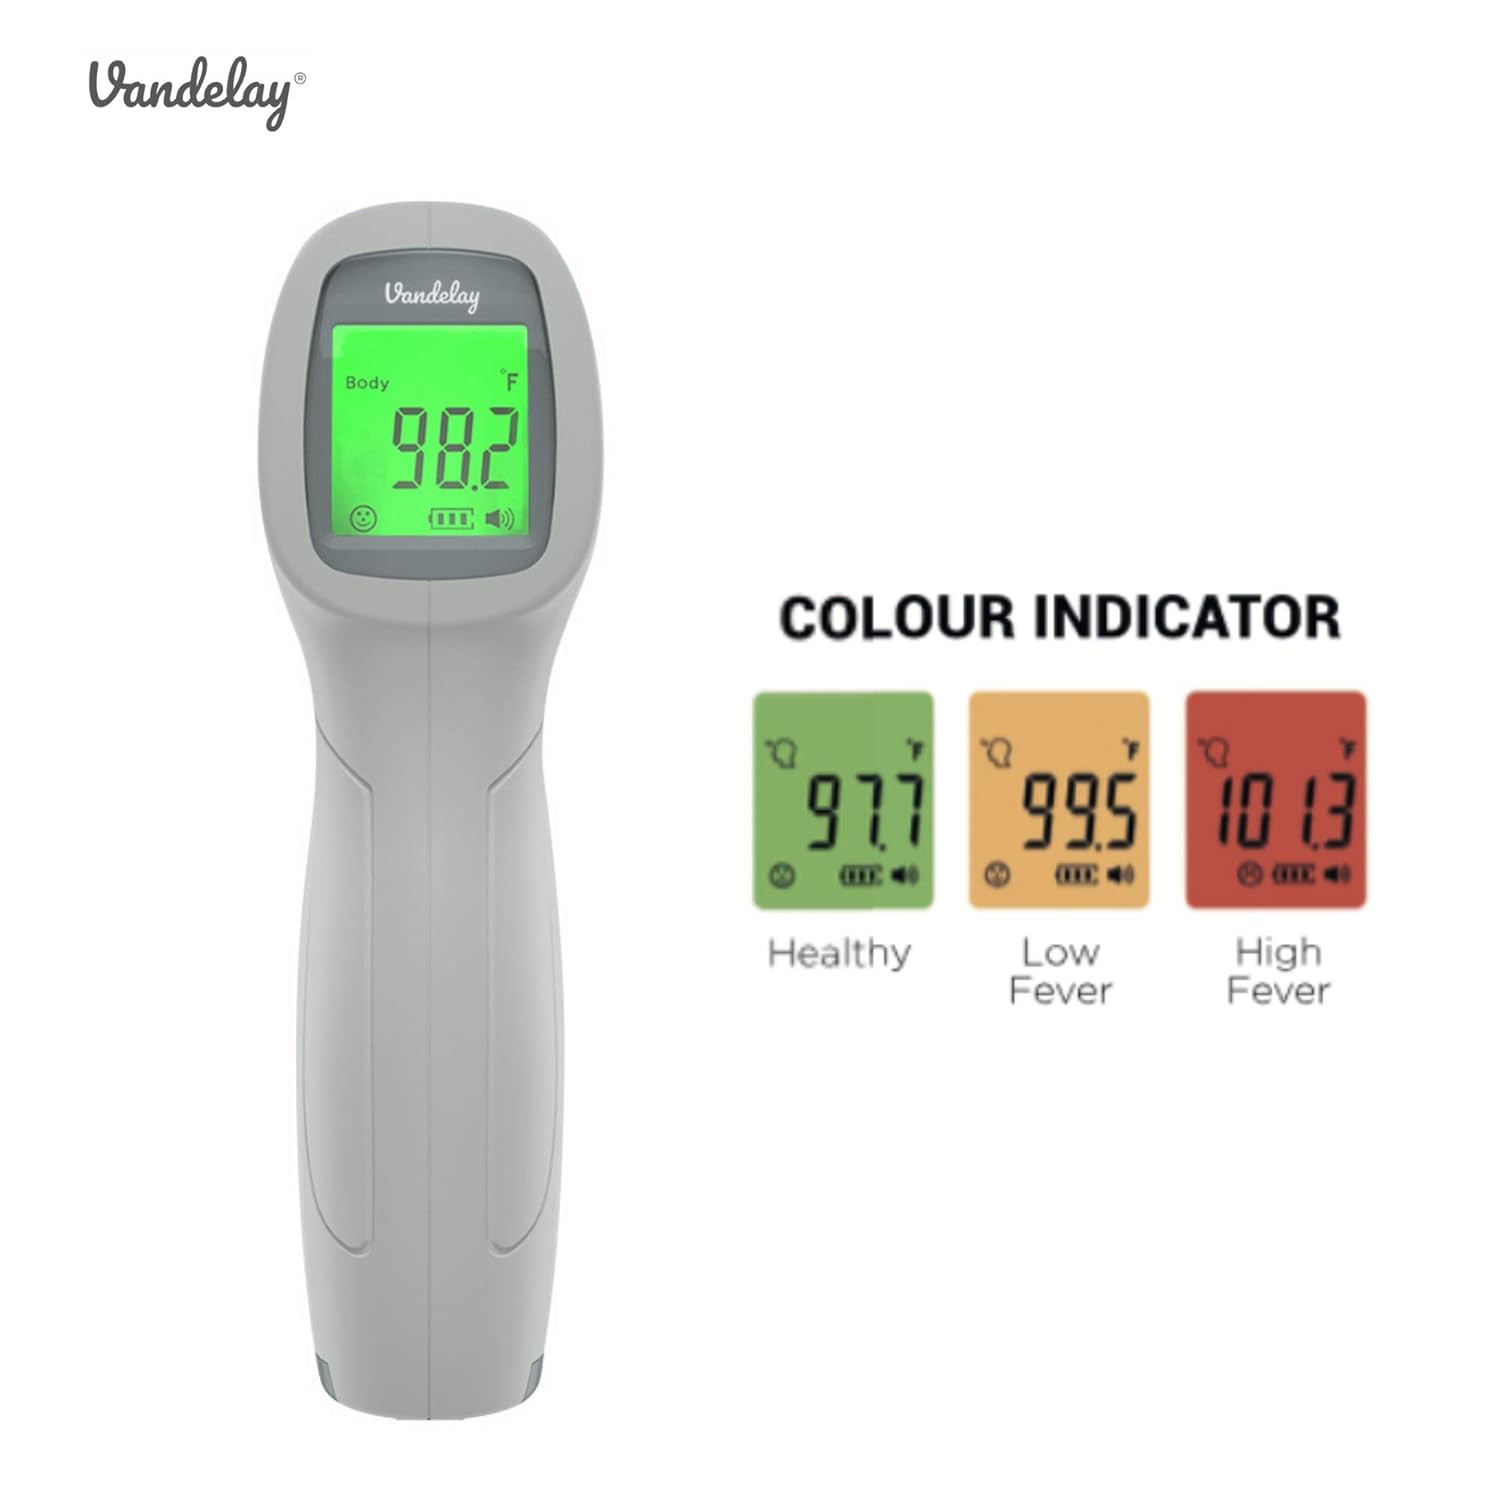 Vandelay®
Vandelay
Body °F
98.2
COLOUR INDICATOR
°F
97.7
Healthy
°F
99.5
Low
Fever
°F
101.3
High
Fever